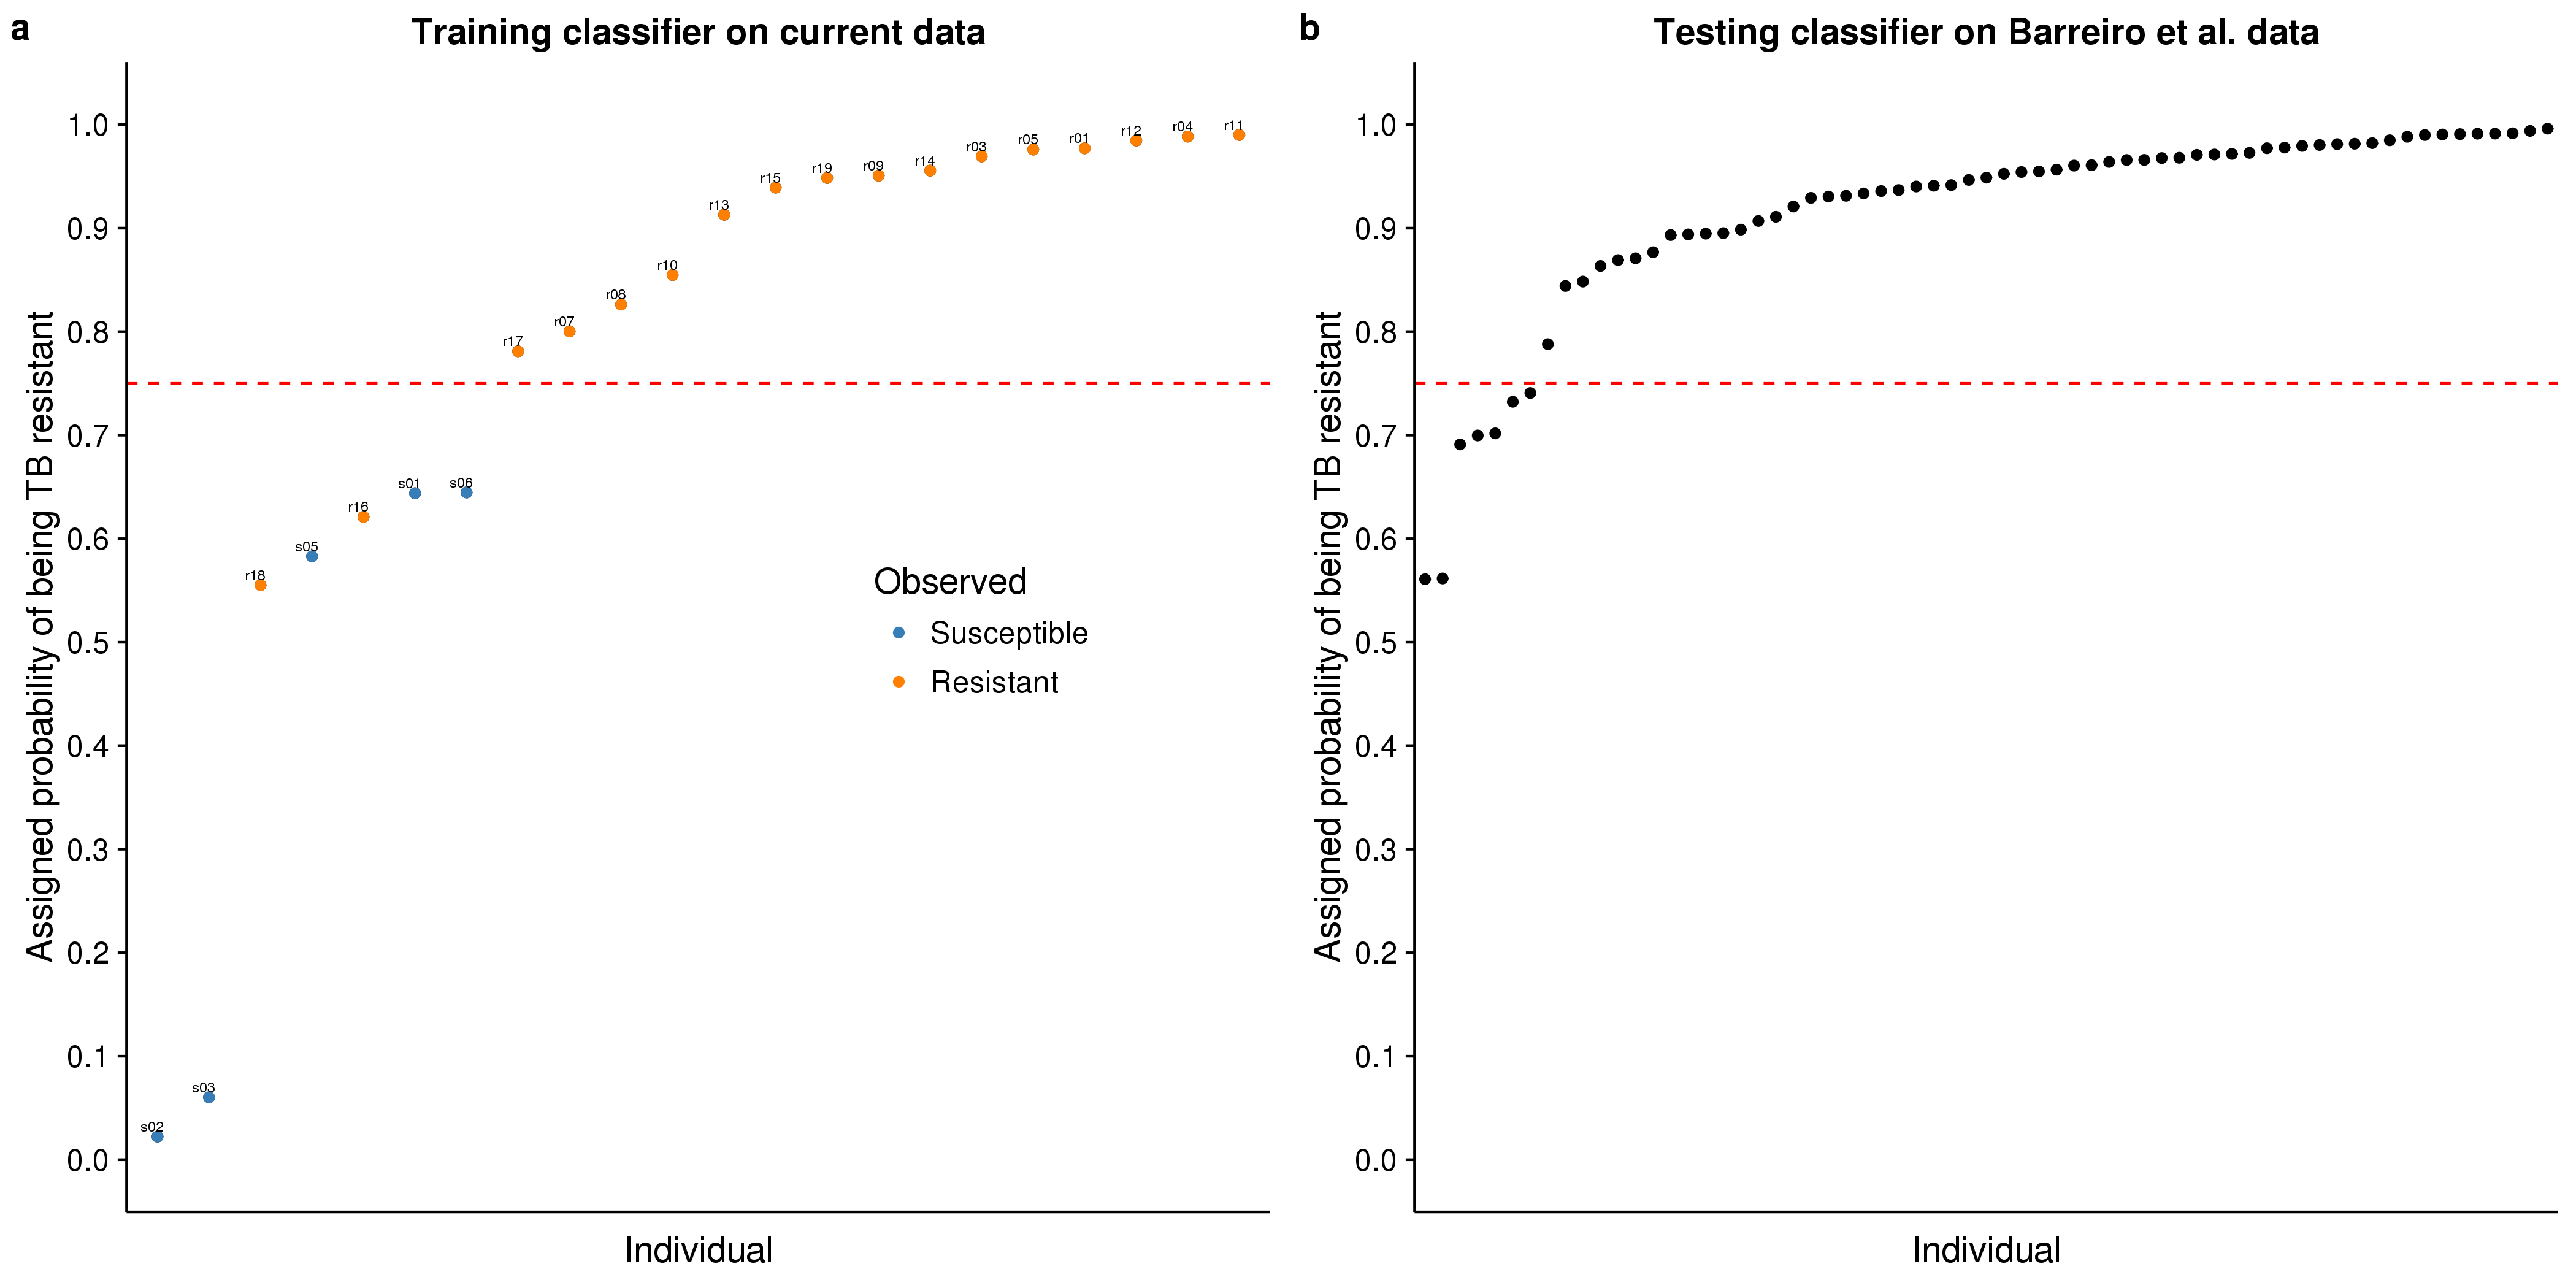 a
Training classifier on current data
Assigned probability of being TB resistant
1.0
0.9
0.8
0.7
0.6
0.5
0.4
0.3
0.2
0.1
0.0
s02
s03
r18
s05
r16
s01
s06
r17
r07
r08
r10
r13
r15
r19
r09
r14
r03
r05
r01
r12
r04
r11
Observed
Susceptible
Resistant
Individual
b
Testing classifier on Barreiro et al. data
Assigned probability of being TB resistant
1.0
0.9
0.8
0.7
0.6
0.5
0.4
0.3
0.2
0.1
0.0
Individual